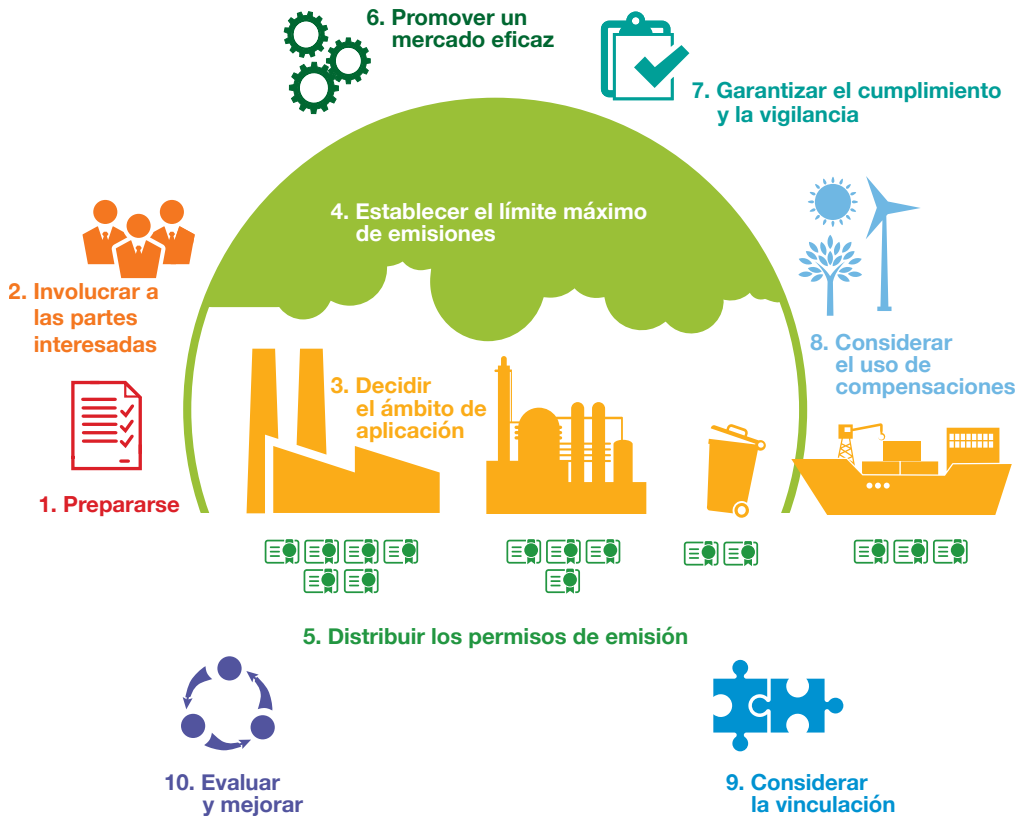 6. Promover un
mercado eficaz
7. Garantizar el cumplimiento
y la vigilancia
4. Establecer el límite máximo
de emisiones
2. Involucrar a
las partes
interesadas
8. Considerar
el uso de
compensaciones
3. Decidir
el ámbito de
aplicación
1. Prepararse
5. Distribuir los permisos de emisión
10. Evaluar
y mejorar
9. Considerar
la vinculación